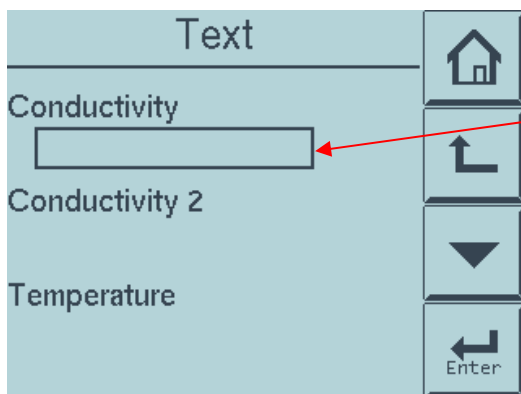 Text
Conductivity
Conductivity 2
Temperature
Enter